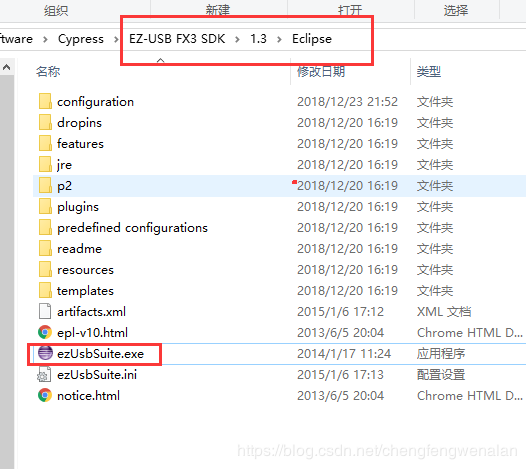 组织 新建 打开 选择
ftware › Cypress › EZ-USB FX3 SDK › 1.3 › Eclipse
名称 修改日期 类型
configuration 2018/12/23 21:52 文件夹
dropins 2018/12/20 16:19 文件夹
features 2018/12/20 16:19 文件夹
jre 2018/12/20 16:19 文件夹
p2 2018/12/20 16:19 文件夹
plugins 2018/12/20 16:19 文件夹
predefined configurations 2018/12/20 16:19 文件夹
readme 2018/12/20 16:19 文件夹
resources 2018/12/20 16:19 文件夹
templates 2018/12/20 16:19 文件夹
artifacts.xml 2015/1/6 17:12 XML 文档
epl-v10.html 2013/6/5 20:04 Chrome HTML D...
ezUsbSuite.exe 2014/1/17 11:24 应用程序
ezUsbSuite.ini 2015/1/6 17:13 配置设置
notice.html 2013/6/5 20:04 Chrome HTML D...
https://blog.csdn.net/chengfengwenalan